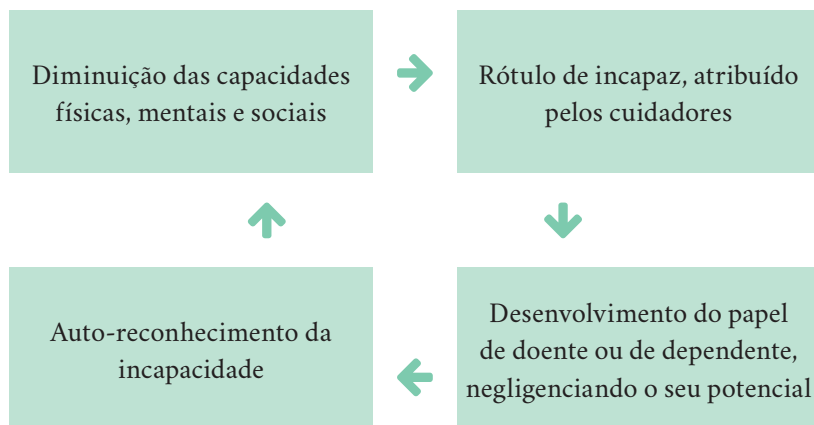 Diminuição das capacidades
físicas, mentais e sociais
Rótulo de incapaz, atribuído
pelos cuidadores
Desenvolvimento do papel
de doente ou de dependente,
negligenciando o seu potencial
Auto-reconhecimento da
incapacidade